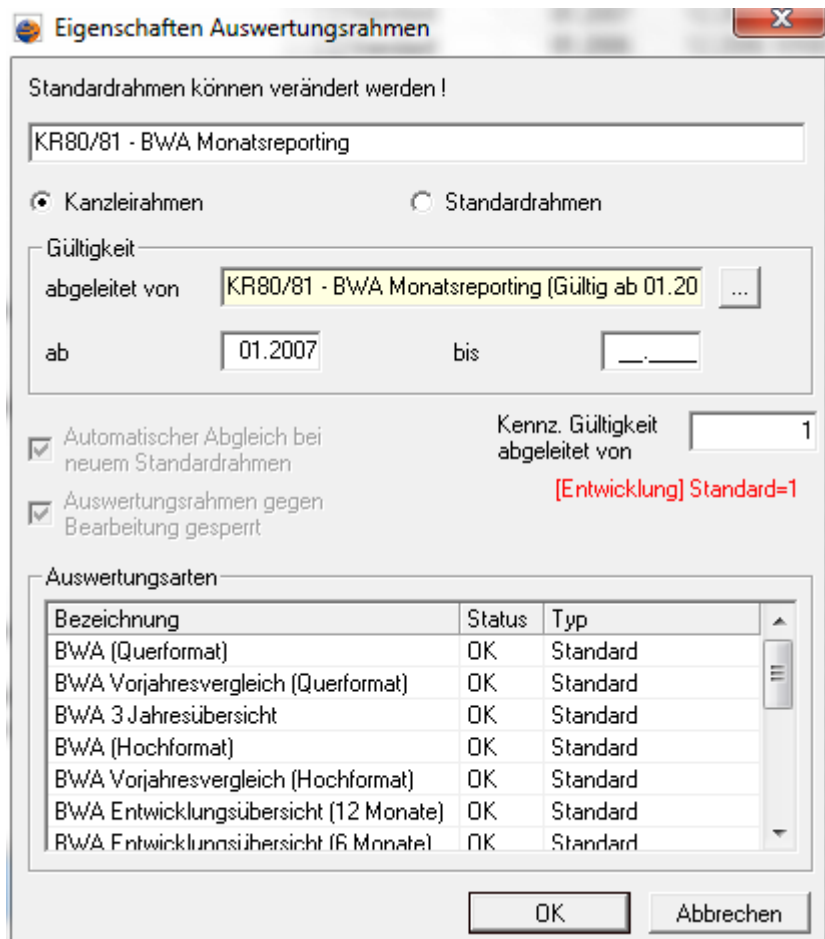 Eigenschaften Auswertungsrahmen
Standardrahmen können verändert werden !
KR80/81 - BWA Monatsreporting
Kanzleirahmen Standardrahmen
Gültigkeit
abgeleitet von KR80/81 - BWA Monatsreporting (Gültig ab 01.20 ...
ab 01.2007 bis __.____
Automatischer Abgleich bei
neuem Standardrahmen
Kennz. Gültigkeit
abgeleitet von
1
[Entwicklung] Standard=1
Auswertungsrahmen gegen
Bearbeitung gesperrt
Auswertungsarten
Bezeichnung Status Typ
BWA (Querformat) OK Standard
BWA Vorjahresvergleich (Querformat) OK Standard
BWA 3 Jahresübersicht OK Standard
BWA (Hochformat) OK Standard
BWA Vorjahresvergleich (Hochformat) OK Standard
BWA Entwicklungsübersicht (12 Monate) OK Standard
BWA Entwicklungsübersicht (6 Monate) OK Standard
OK Abbrechen